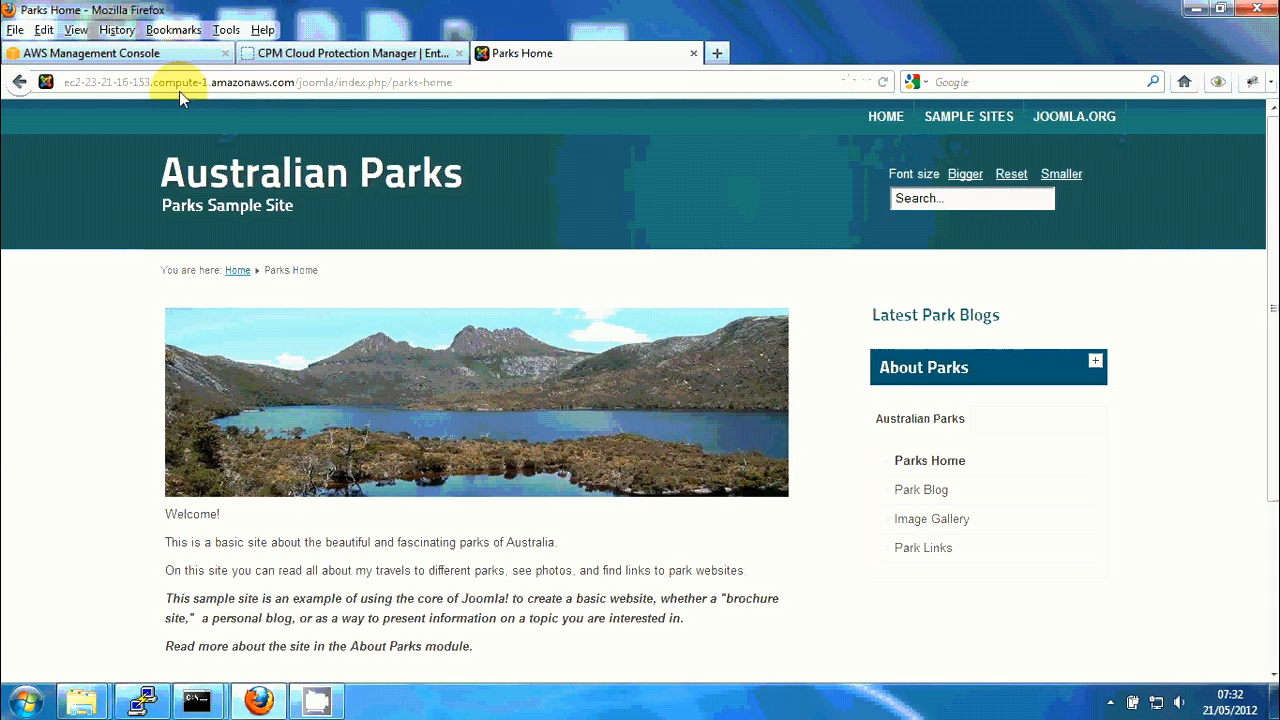 Parks Home - Mozilla Firefox
File Edit View History Bookmarks Tools Help
AWS Management Console
CPM Cloud Protection Manager | Ent...
Parks Home
ec2-23-21-16-153.compute-1.amazonaws.com/joomla/index.php/parks-home
Google
HOME SAMPLE SITES JOOMLA.ORG
Australian Parks
Parks Sample Site
Font size Bigger Reset Smaller
Search...
You are here: Home Parks Home
Latest Park Blogs
About Parks
Australian Parks
Parks Home
Park Blog
Image Gallery
Park Links
Welcome!
This is a basic site about the beautiful and fascinating parks of Australia.
On this site you can read all about my travels to different parks, see photos, and find links to park websites.
This sample site is an example of using the core of Joomla! to create a basic website, whether a "brochure
site," a personal blog, or as a way to present information on a topic you are interested in.
Read more about the site in the About Parks module.
07:32
21/05/2012